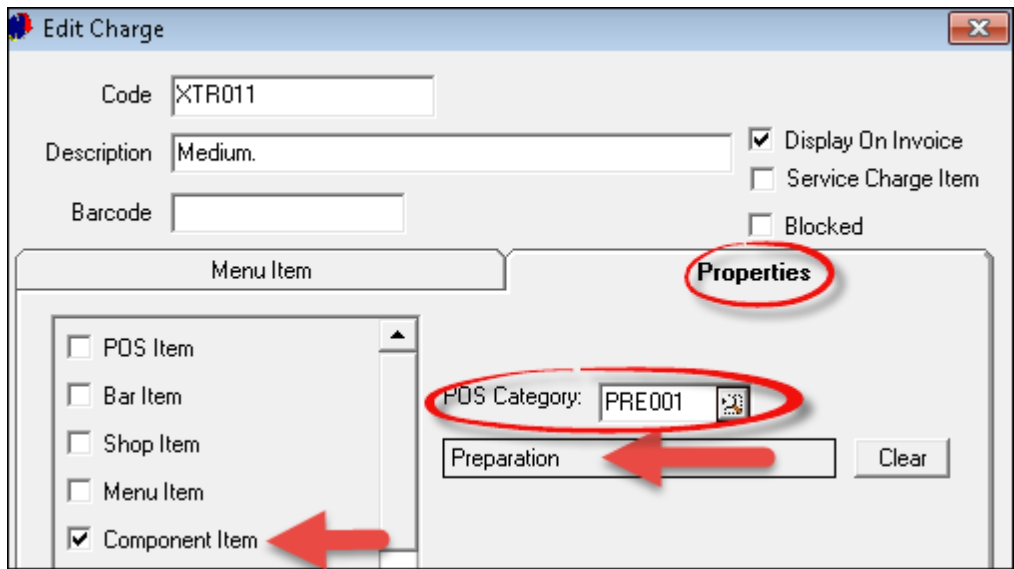 Edit Charge
Code XTR011
Description Medium.
Display On Invoice
Service Charge Item
Barcode
Blocked
Menu Item Properties
POS Item
Bar Item
POS Category: PRE001
Shop Item
Preparation Clear
Menu Item
Component Item